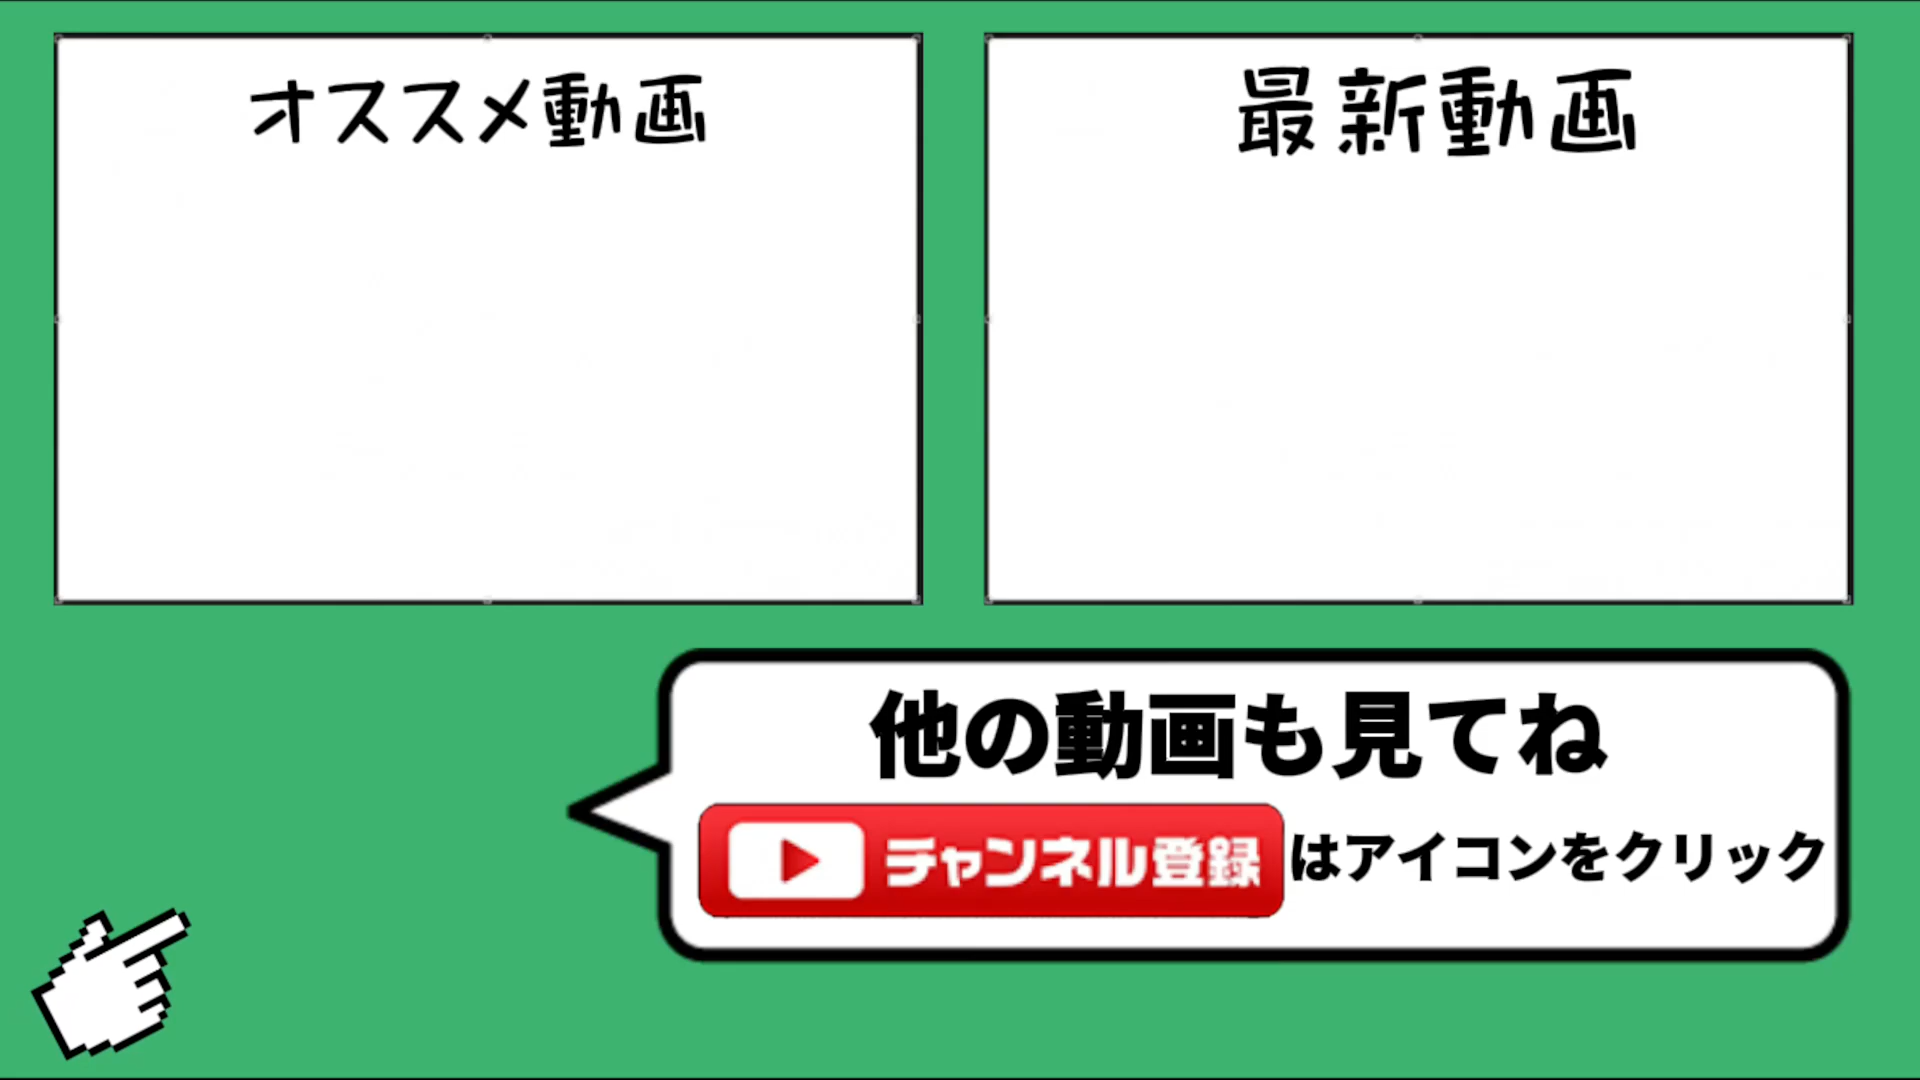 オススメ動画
最新動画
他の動画も見てね
チャンネル登録はアイコンをクリック